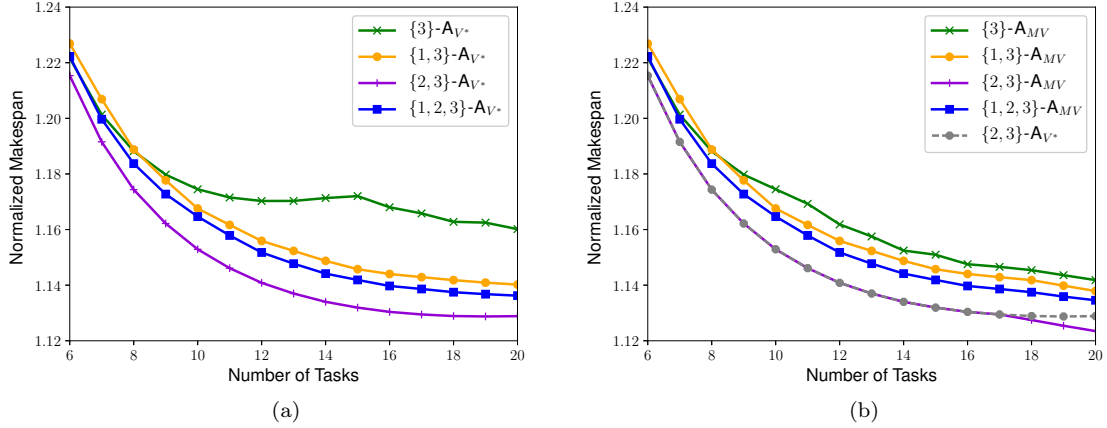 1.24
1.22
1.20
1.18
1.16
1.14
1.12
6 8 10 12 14 16 18 20
Normalized Makespan
Number of Tasks
{3}-A_{V*}
{1, 3}-A_{V*}
{2, 3}-A_{V*}
{1, 2, 3}-A_{V*}
(a)
1.24
1.22
1.20
1.18
1.16
1.14
1.12
6 8 10 12 14 16 18 20
Normalized Makespan
Number of Tasks
{3}-A_{MV}
{1, 3}-A_{MV}
{2, 3}-A_{MV}
{1, 2, 3}-A_{MV}
{2, 3}-A_{V*}
(b)